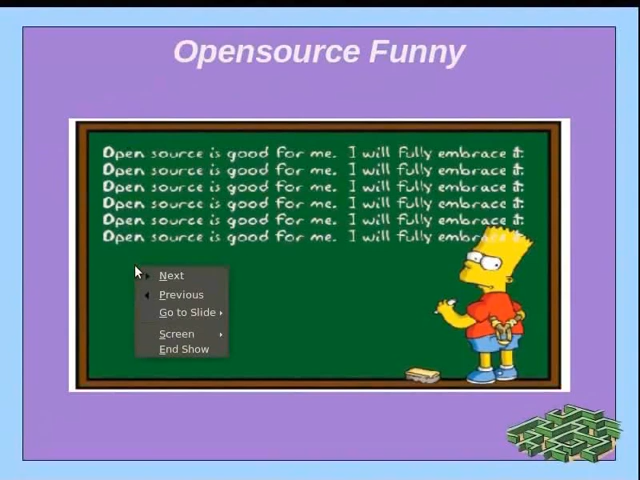 Opensource Funny
Open source is good for me. I will fully embrace it.
Open source is good for me. I will fully embrace it.
Open source is good for me. I will fully embrace it.
Open source is good for me. I will fully embrace it.
Open source is good for me. I will fully embrace it.
Open source is good for me. I will fully embrace it.
Next
Previous
Go to Slide
Screen
End Show